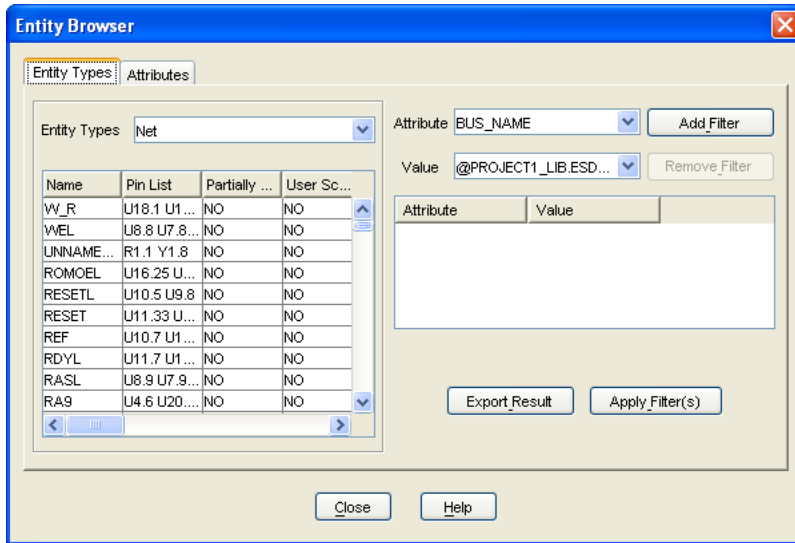 Entity Browser
Entity Types Attributes
Entity Types Net
Attribute BUS_NAME Add Filter
Value @PROJECT1_LIB.ESD... Remove Filter
Name Pin List Partially ... User Sc...
Attribute Value
W_R U18.1 U1... NO NO
WEL U8.8 U7.8... NO NO
UNNAME... R1.1 Y1.8 NO NO
ROMOEL U16.25 U... NO NO
RESETL U10.5 U9.8 NO NO
RESET U11.33 U... NO NO
REF U10.7 U1... NO NO
RDYL U11.7 U1... NO NO
RASL U8.9 U7.9... NO NO
RA9 U4.6 U20.... NO NO
Export Result Apply Filter(s)
Close Help